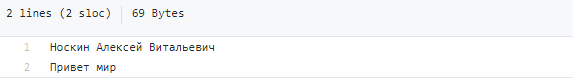 2 lines (2 sloc) 69 Bytes
1 Носкин Алексей Витальевич
2 Привет мир